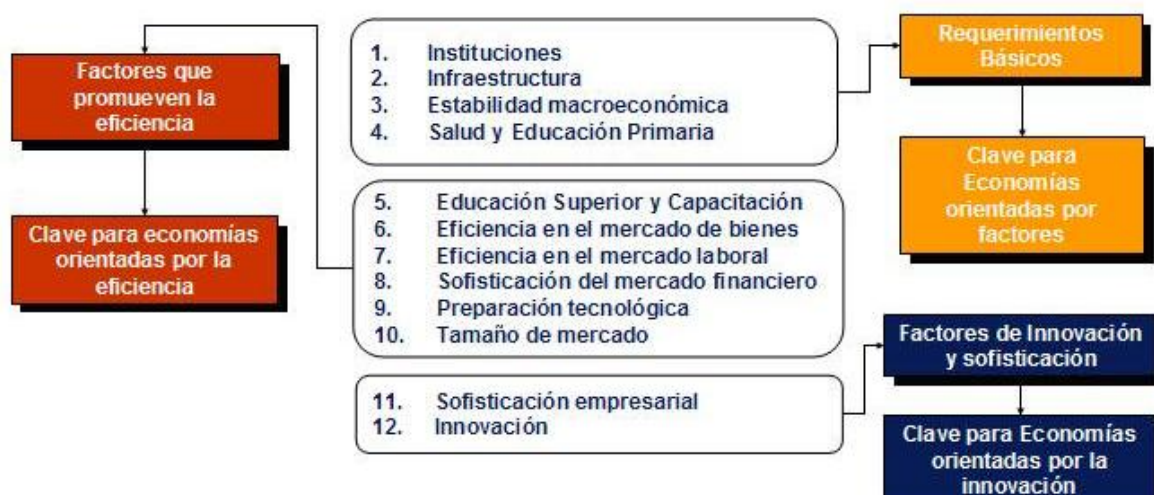 Factores que
promueven la
eficiencia
Clave para economías
orientadas por la
eficiencia
1. Instituciones
2. Infraestructura
3. Estabilidad macroeconómica
4. Salud y Educación Primaria
5. Educación Superior y Capacitación
6. Eficiencia en el mercado de bienes
7. Eficiencia en el mercado laboral
8. Sofisticación del mercado financiero
9. Preparación tecnológica
10. Tamaño de mercado
11. Sofisticación empresarial
12. Innovación
Requerimientos
Básicos
Clave para
Economías
orientadas por
factores
Factores de Innovación
y sofisticación
Clave para Economías
orientadas por la
innovación